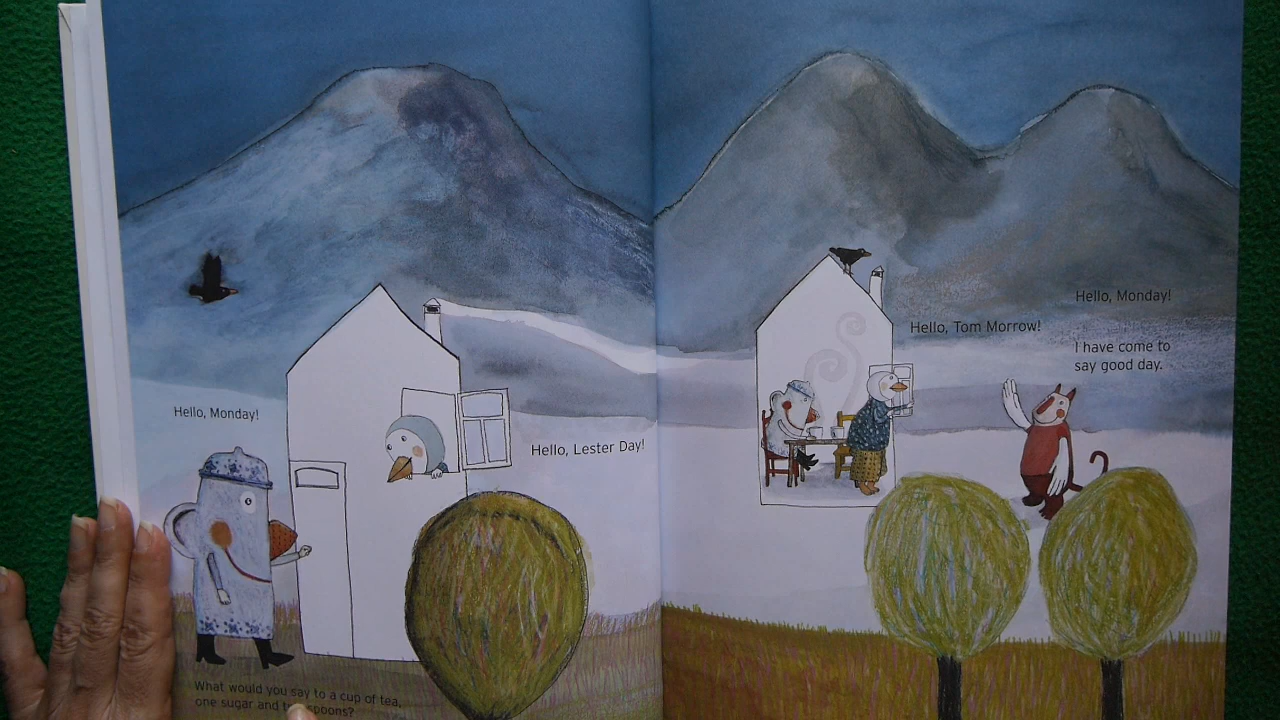 Hello, Monday!
Hello, Lester Day!
What would you say to a cup of tea,
one sugar and spoons?
Hello, Monday!
Hello, Tom Morrow!
I have come to
say good day.